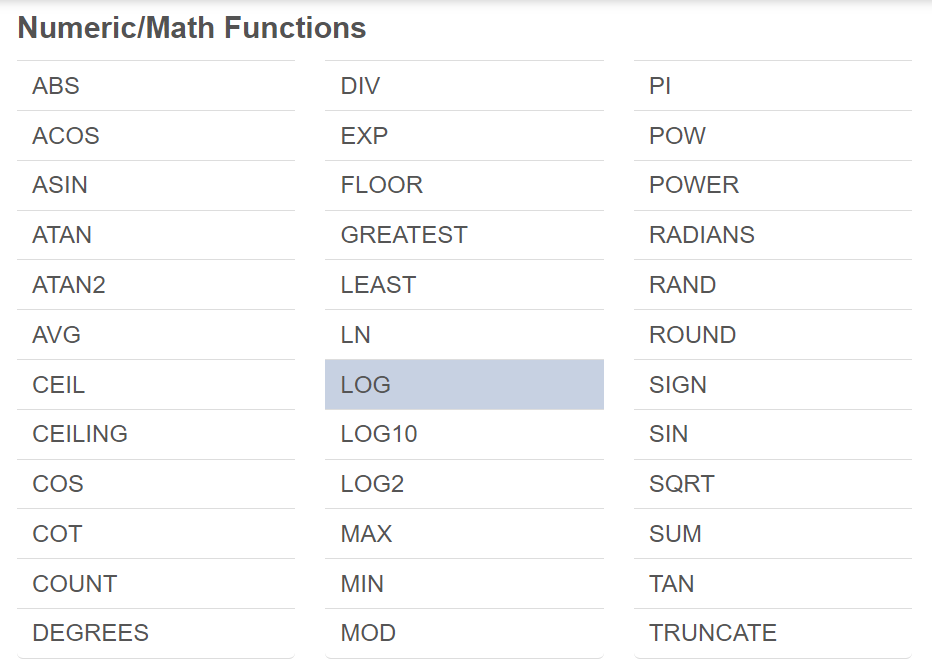 Numeric/Math Functions
ABS
ACOS
ASIN
ATAN
ATAN2
AVG
CEIL
CEILING
COS
COT
COUNT
DEGREES
DIV
EXP
FLOOR
GREATEST
LEAST
LN
LOG
LOG10
LOG2
MAX
MIN
MOD
PI
POW
POWER
RADIANS
RAND
ROUND
SIGN
SIN
SQRT
SUM
TAN
TRUNCATE